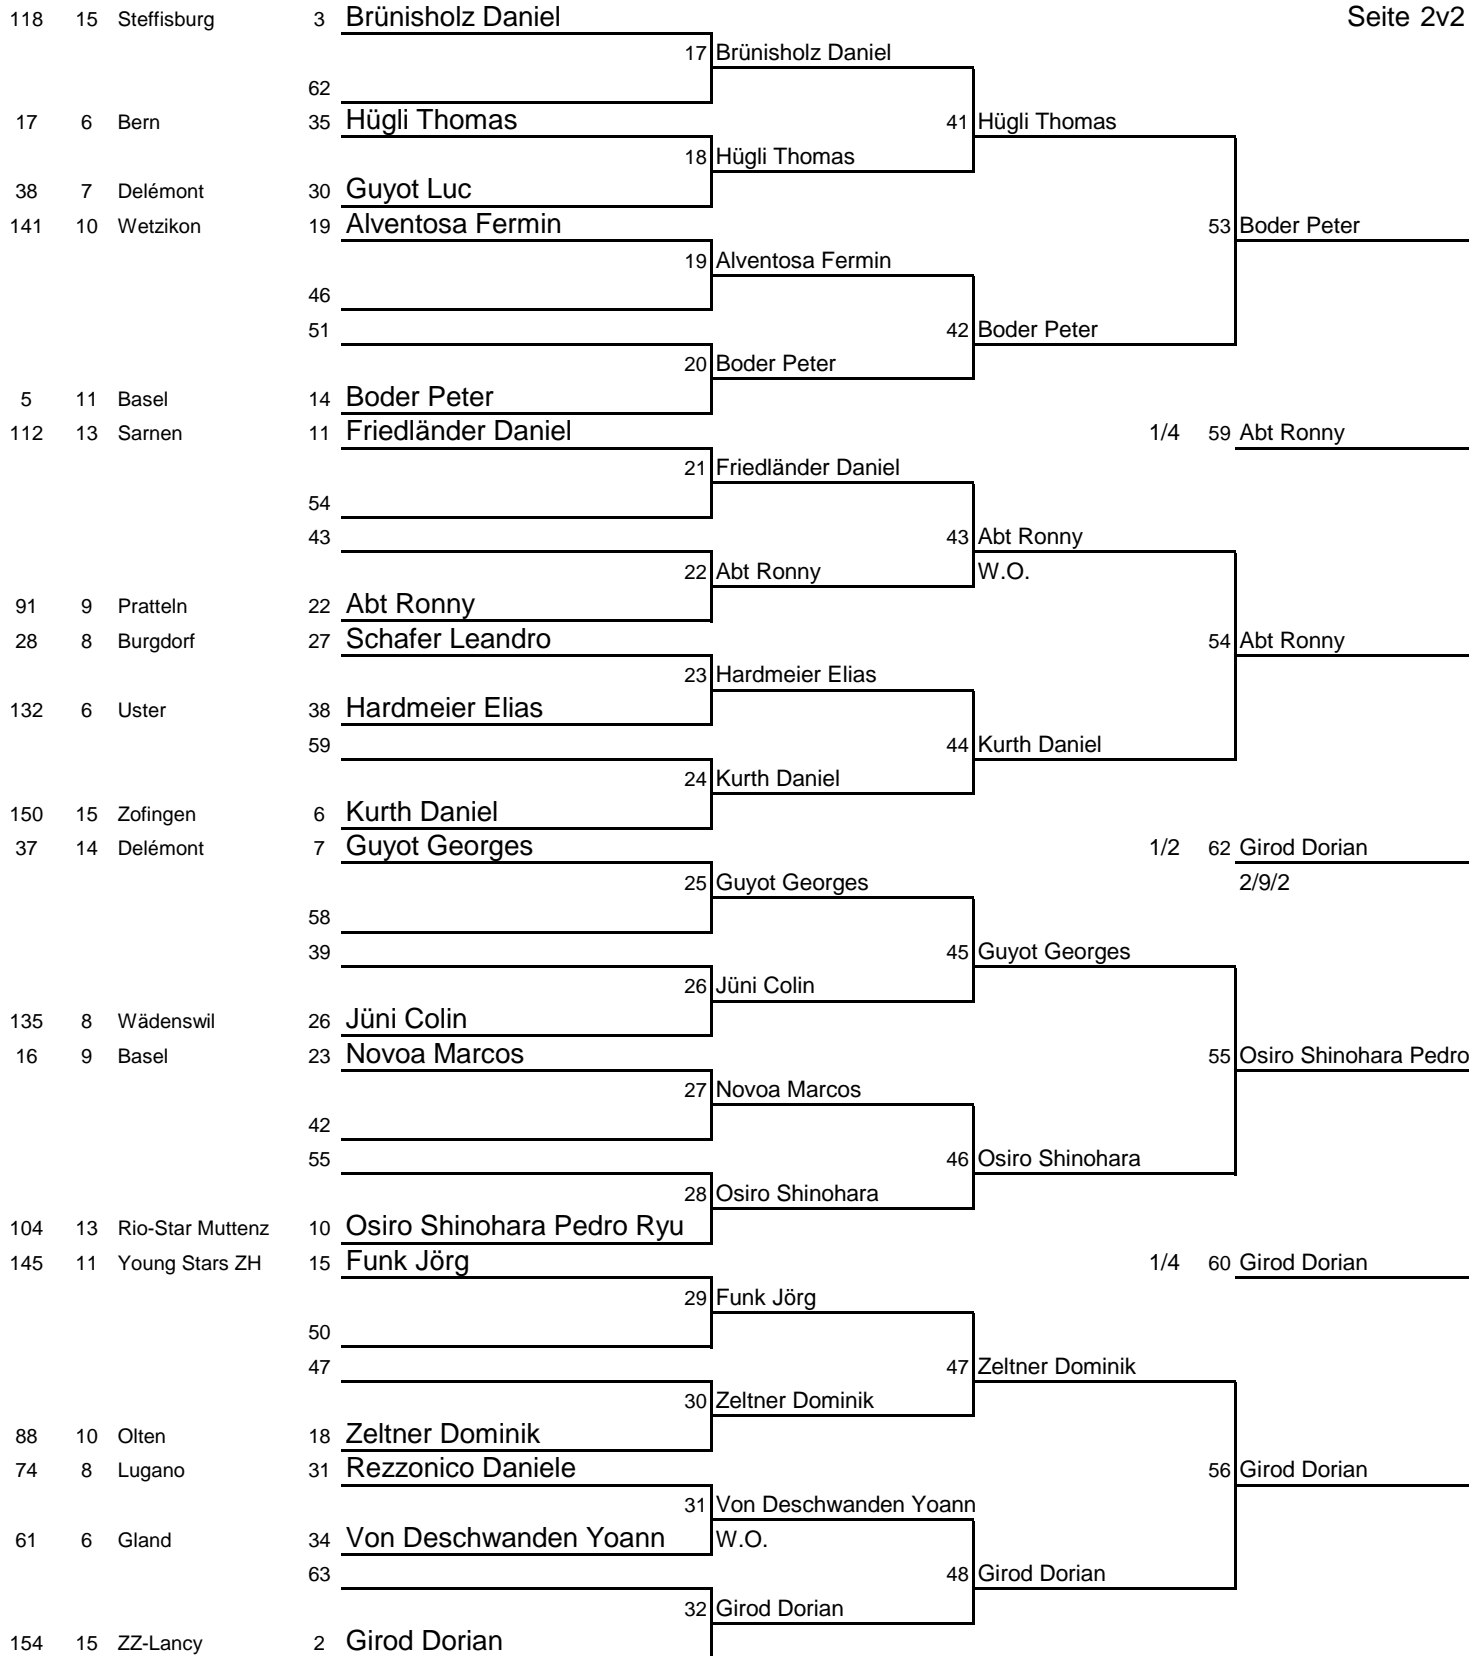 118 15 Steffisburg 3 Brünisholz Daniel Seite 2v2
17 Brünisholz Daniel
62
17 6 Bern 35 Hügli Thomas 41 Hügli Thomas
18 Hügli Thomas
38 7 Delémont 30 Guyot Luc
141 10 Wetzikon 19 Alventosa Fermin 53 Boder Peter
19 Alventosa Fermin
46
51 42 Boder Peter
20 Boder Peter
5 11 Basel 14 Boder Peter
112 13 Sarnen 11 Friedländer Daniel 1/4 59 Abt Ronny
21 Friedländer Daniel
54
43 43 Abt Ronny
22 Abt Ronny W.O.
91 9 Pratteln 22 Abt Ronny
28 8 Burgdorf 27 Schafer Leandro 54 Abt Ronny
23 Hardmeier Elias
132 6 Uster 38 Hardmeier Elias
59 44 Kurth Daniel
24 Kurth Daniel
150 15 Zofingen 6 Kurth Daniel
37 14 Delémont 7 Guyot Georges 1/2 62 Girod Dorian
25 Guyot Georges 2/9/2
58
39 45 Guyot Georges
26 Jüni Colin
135 8 Wädenswil 26 Jüni Colin
16 9 Basel 23 Novoa Marcos 55 Osiro Shinohara Pedro
27 Novoa Marcos
42
55 46 Osiro Shinohara
28 Osiro Shinohara
104 13 Rio-Star Muttenz 10 Osiro Shinohara Pedro Ryu
145 11 Young Stars ZH 15 Funk Jörg 1/4 60 Girod Dorian
29 Funk Jörg
50
47 47 Zeltner Dominik
30 Zeltner Dominik
88 10 Olten 18 Zeltner Dominik
74 8 Lugano 31 Rezzonico Daniele 56 Girod Dorian
31 Von Deschwanden Yoann
61 6 Gland 34 Von Deschwanden Yoann W.O.
63 48 Girod Dorian
32 Girod Dorian
154 15 ZZ-Lancy 2 Girod Dorian